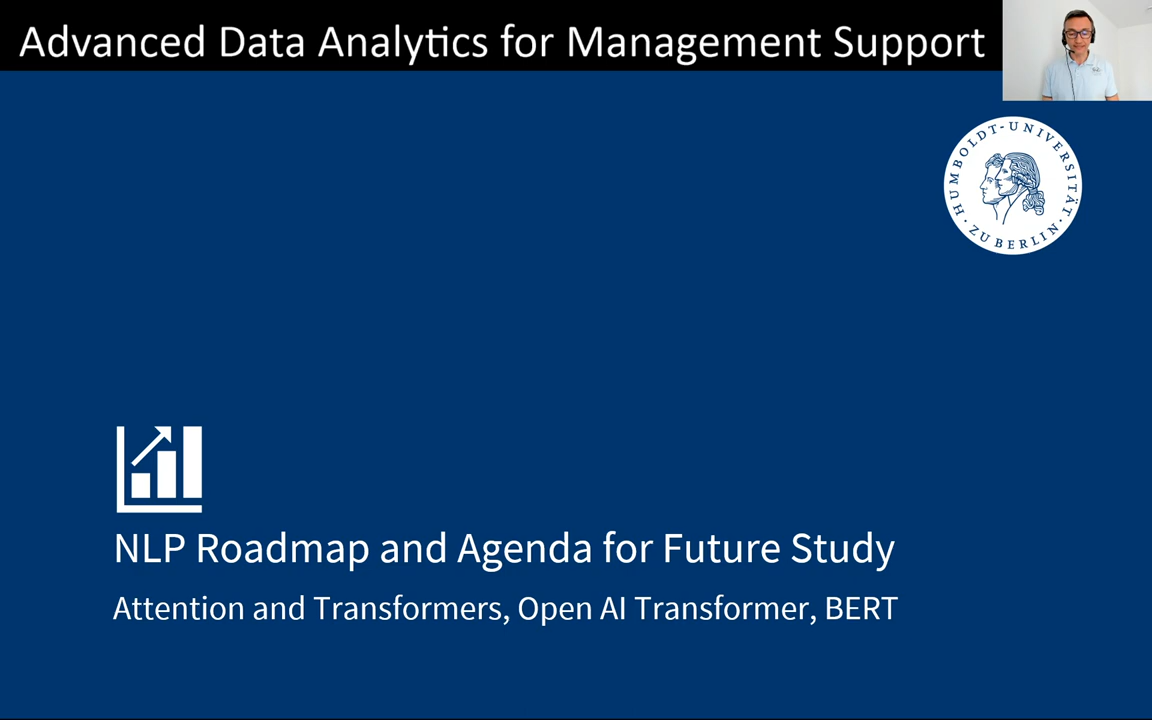 Advanced Data Analytics for Management Support
HUMBOLDT-UNIVERSITÄT
· ZU BERLIN ·
NLP Roadmap and Agenda for Future Study
Attention and Transformers, Open AI Transformer, BERT